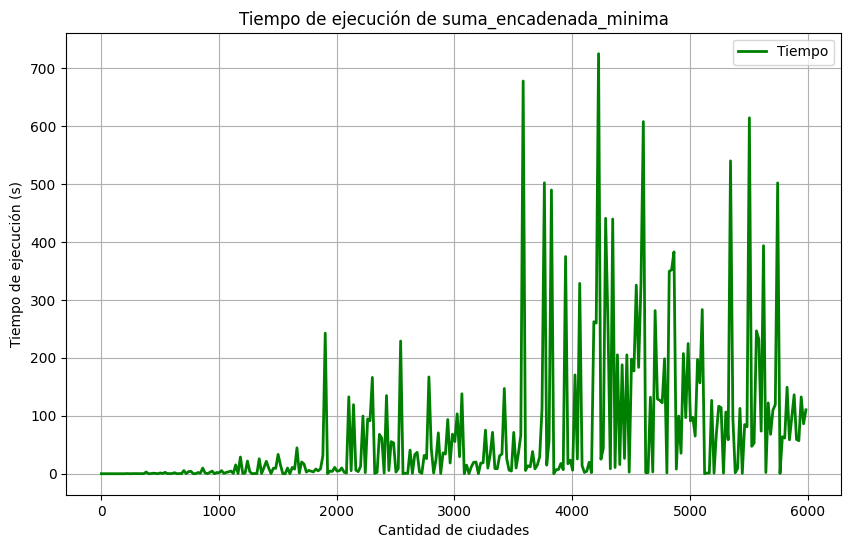 Tiempo de ejecución de suma_encadenada_minima
Tiempo
Tiempo de ejecución (s)
700
600
500
400
300
200
100
0
0 1000 2000 3000 4000 5000 6000
Cantidad de ciudades